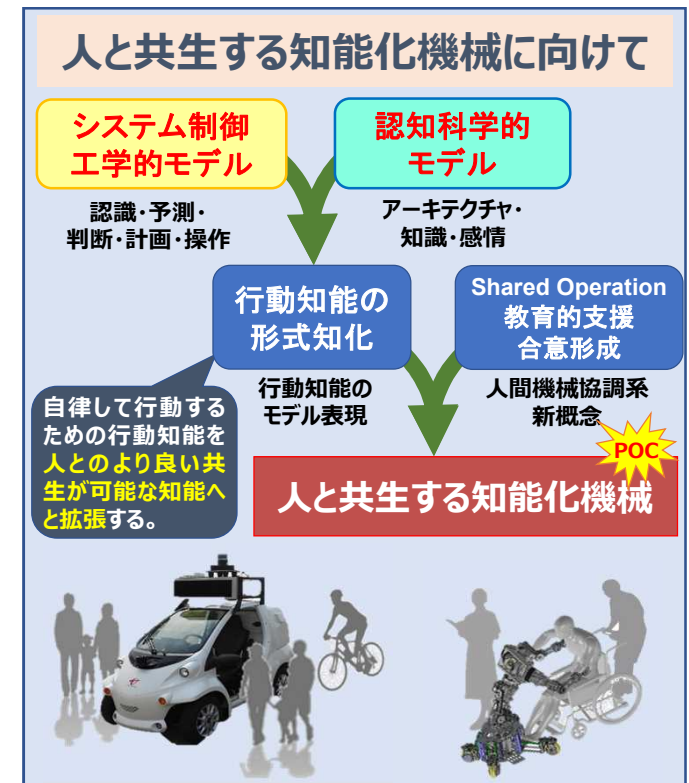 人と共生する知能化機械に向けて
システム制御
工学的モデル
認知科学的
モデル
認識・予測・
判断・計画・操作
アーキテクチャ・
知識・感情
行動知能の
形式知化
Shared Operation
教育的支援
合意形成
行動知能の
モデル表現
人間機械協調系
新概念
自律して行動する
ための行動知能を
人とのより良い共
生が可能な知能へ
と拡張する。
POC
人と共生する知能化機械